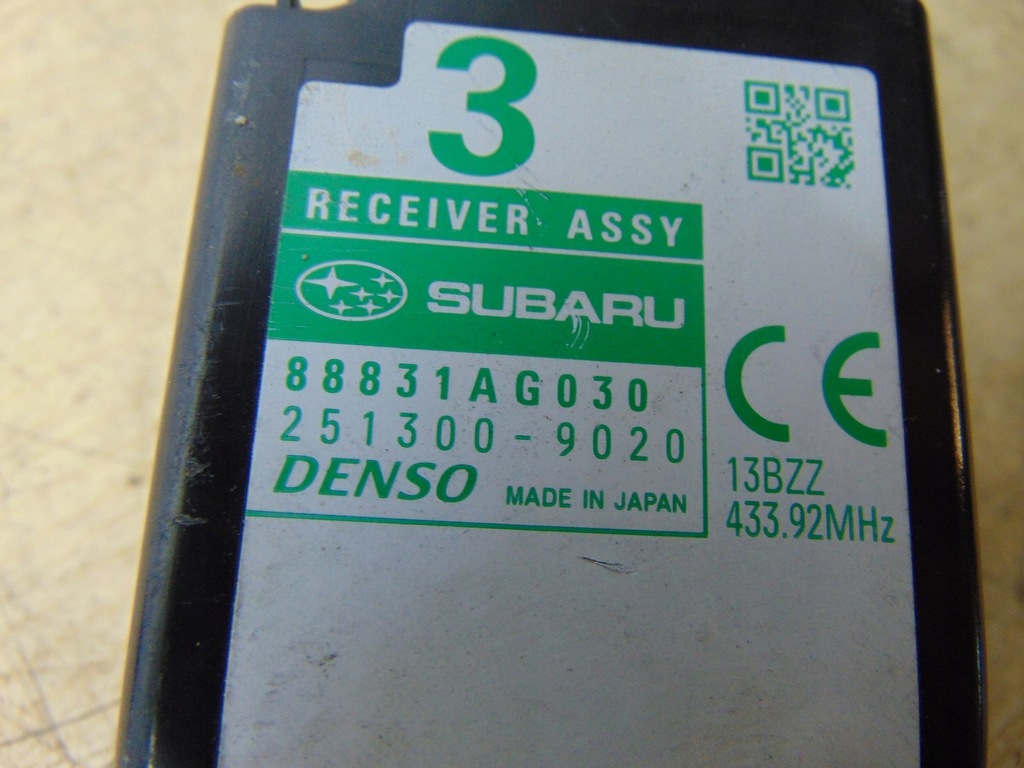 3
RECEIVER ASSY
SUBARU
88831AG030
251300-9020
DENSO MADE IN JAPAN
CE
13BZZ
433.92MHz